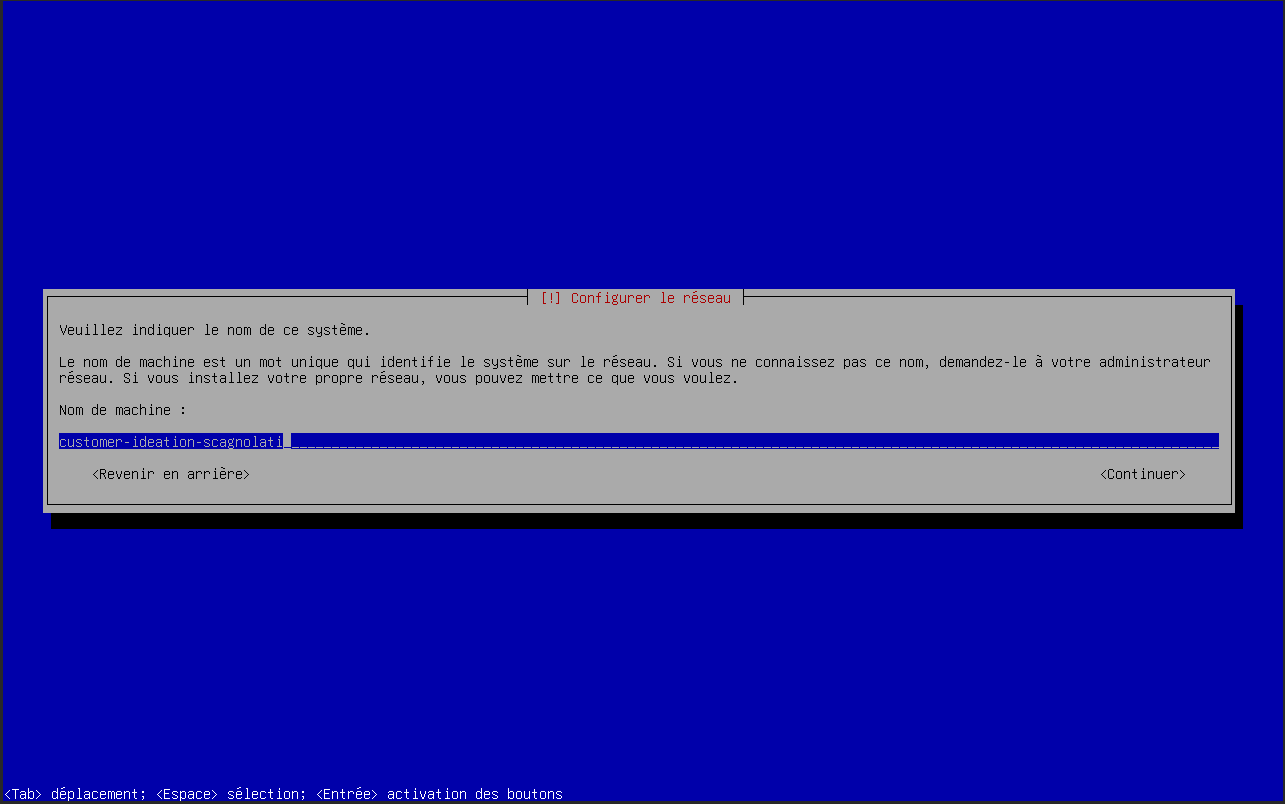 [!] Configurer le réseau
Veuillez indiquer le nom de ce système.
Le nom de machine est un mot unique qui identifie le système sur le réseau. Si vous ne connaissez pas ce nom, demandez-le à votre administrateur
réseau. Si vous installez votre propre réseau, vous pouvez mettre ce que vous voulez.
Nom de machine :
customer-ideation-scagnolati
<Revenir en arrière> <Continuer>
<Tab> déplacement; <Espace> sélection; <Entrée> activation des boutons